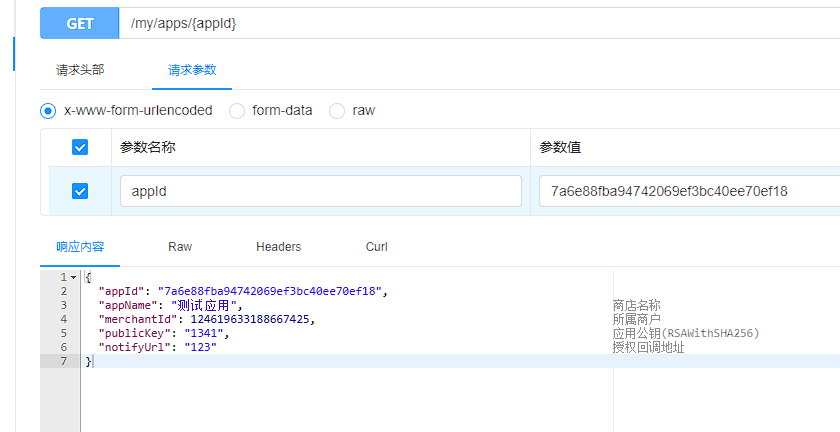 GET /my/apps/{appId}
请求头部 请求参数
x-www-form-urlencoded form-data raw
参数名称 参数值
appId 7a6e88fba94742069ef3bc40ee70ef18
响应内容 Raw Headers Curl
1 {
2 "appId": "7a6e88fba94742069ef3bc40ee70ef18",
3 "appName": "测试应用", 商店名称
4 "merchantId": 124619633188667425, 所属商户
5 "publicKey": "1341", 应用公钥(RSAWithSHA256)
6 "notifyUrl": "123" 授权回调地址
7 }